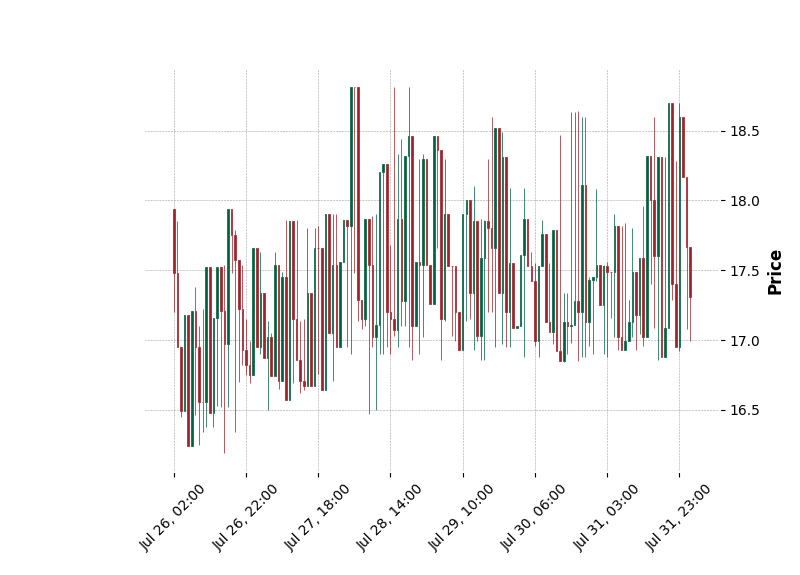 18.5
18.0
17.5
17.0
16.5
Price
Jul 26, 02:00
Jul 26, 22:00
Jul 27, 18:00
Jul 28, 14:00
Jul 29, 10:00
Jul 30, 06:00
Jul 31, 03:00
Jul 31, 23:00